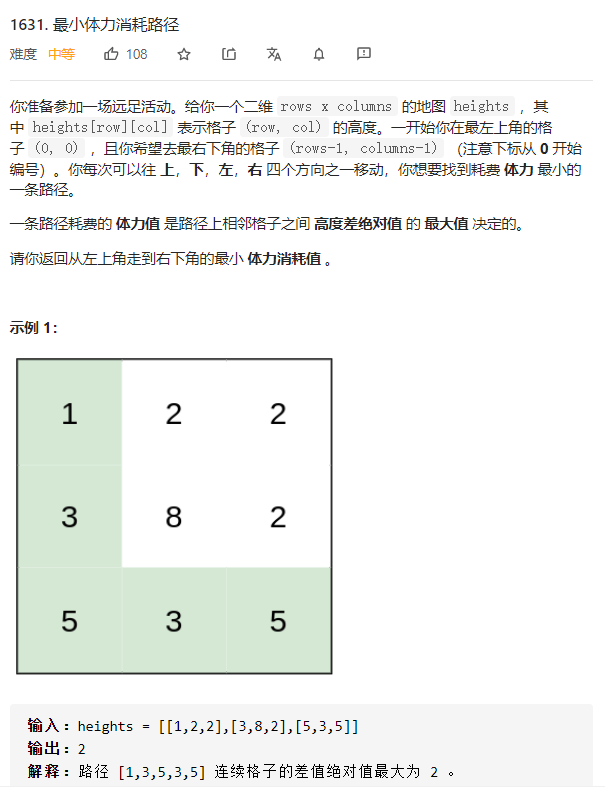 1631. 最小体力消耗路径
难度 中等 108
你准备参加一场远足活动。给你一个二维 rows x columns 的地图 heights ，其
中 heights[row][col] 表示格子 (row, col) 的高度。一开始你在最左上角的格
子 (0, 0) ，且你希望去最右下角的格子 (rows-1, columns-1) （注意下标从 0 开始
编号）。你每次可以往 上，下，左，右 四个方向之一移动，你想要找到耗费 体力 最小的
一条路径。
一条路径耗费的 体力值 是路径上相邻格子之间 高度差绝对值 的 最大值 决定的。
请你返回从左上角走到右下角的最小 体力消耗值 。
示例 1：
1 2 2
3 8 2
5 3 5
输入：heights = [[1,2,2],[3,8,2],[5,3,5]]
输出：2
解释：路径 [1,3,5,3,5] 连续格子的差值绝对值最大为 2 。